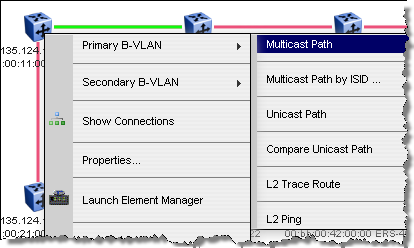 135.124.
:00:11:00
Primary B-VLAN
Secondary B-VLAN
Show Connections
Properties...
Launch Element Manager
Multicast Path
Multicast Path by ISID ...
Unicast Path
Compare Unicast Path
L2 Trace Route
L2 Ping
135.124.
:00:21:00
00:55:00:42:00:00 ERS-4